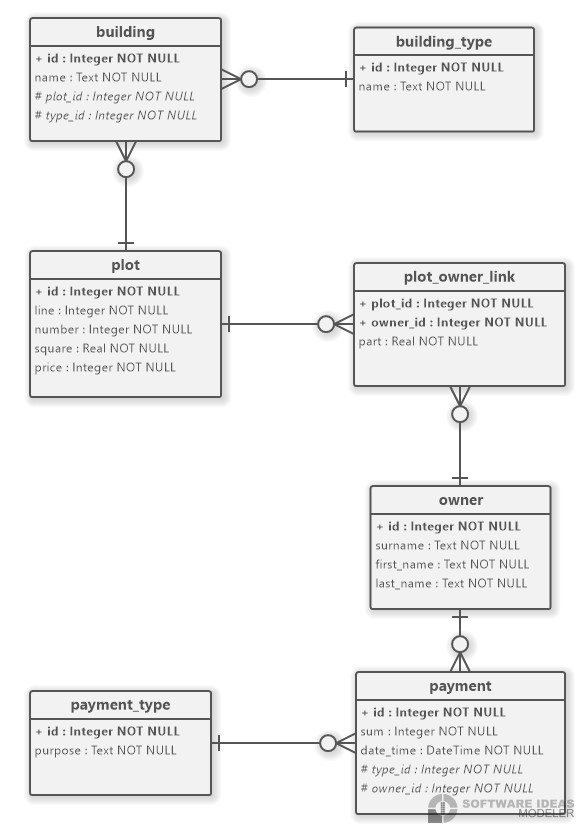 building
+ id : Integer NOT NULL
name : Text NOT NULL
# plot_id : Integer NOT NULL
# type_id : Integer NOT NULL
building_type
+ id : Integer NOT NULL
name : Text NOT NULL
plot
+ id : Integer NOT NULL
line : Integer NOT NULL
number : Integer NOT NULL
square : Real NOT NULL
price : Integer NOT NULL
plot_owner_link
+ plot_id : Integer NOT NULL
+ owner_id : Integer NOT NULL
part : Real NOT NULL
owner
+ id : Integer NOT NULL
surname : Text NOT NULL
first_name : Text NOT NULL
last_name : Text NOT NULL
payment_type
+ id : Integer NOT NULL
purpose : Text NOT NULL
payment
+ id : Integer NOT NULL
sum : Integer NOT NULL
date_time : DateTime NOT NULL
# type_id : Integer NOT NULL
# owner_id : Integer NOT NULL
SOFTWARE IDEAS
MODELER